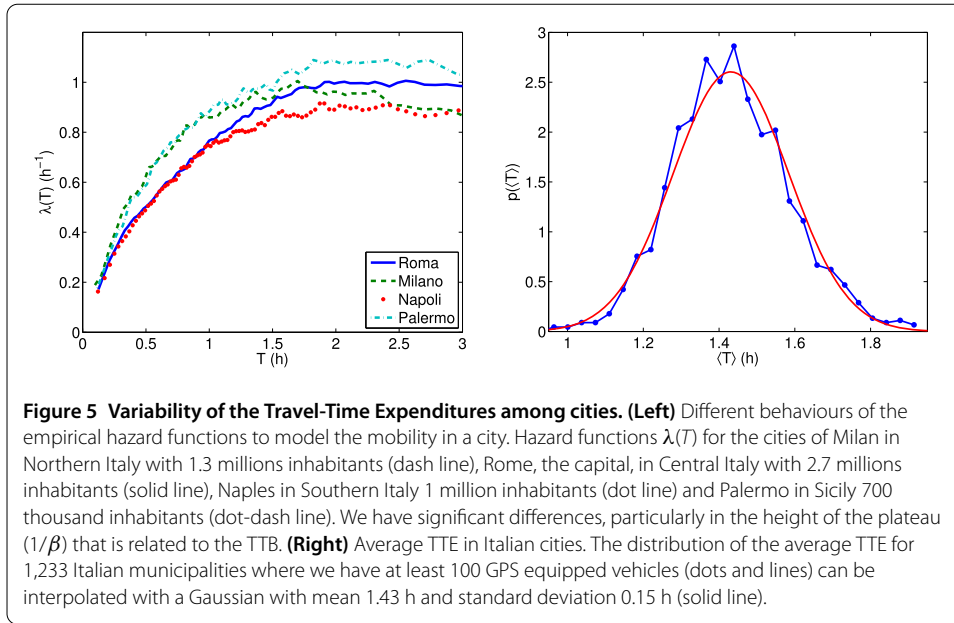 1
0.8
0.6
0.4
0.2
0
λ(T) (h⁻¹)
0 0.5 1 1.5 2 2.5 3
T (h)
Roma
Milano
Napoli
Palermo
3
2.5
2
1.5
1
0.5
0
p(⟨T⟩)
1 1.2 1.4 1.6 1.8
⟨T⟩ (h)
Figure 5 Variability of the Travel-Time Expenditures among cities. (Left) Different behaviours of the
empirical hazard functions to model the mobility in a city. Hazard functions λ(T) for the cities of Milan in
Northern Italy with 1.3 millions inhabitants (dash line), Rome, the capital, in Central Italy with 2.7 millions
inhabitants (solid line), Naples in Southern Italy 1 million inhabitants (dot line) and Palermo in Sicily 700
thousand inhabitants (dot-dash line). We have significant differences, particularly in the height of the plateau
(1/β) that is related to the TTB. (Right) Average TTE in Italian cities. The distribution of the average TTE for
1,233 Italian municipalities where we have at least 100 GPS equipped vehicles (dots and lines) can be
interpolated with a Gaussian with mean 1.43 h and standard deviation 0.15 h (solid line).